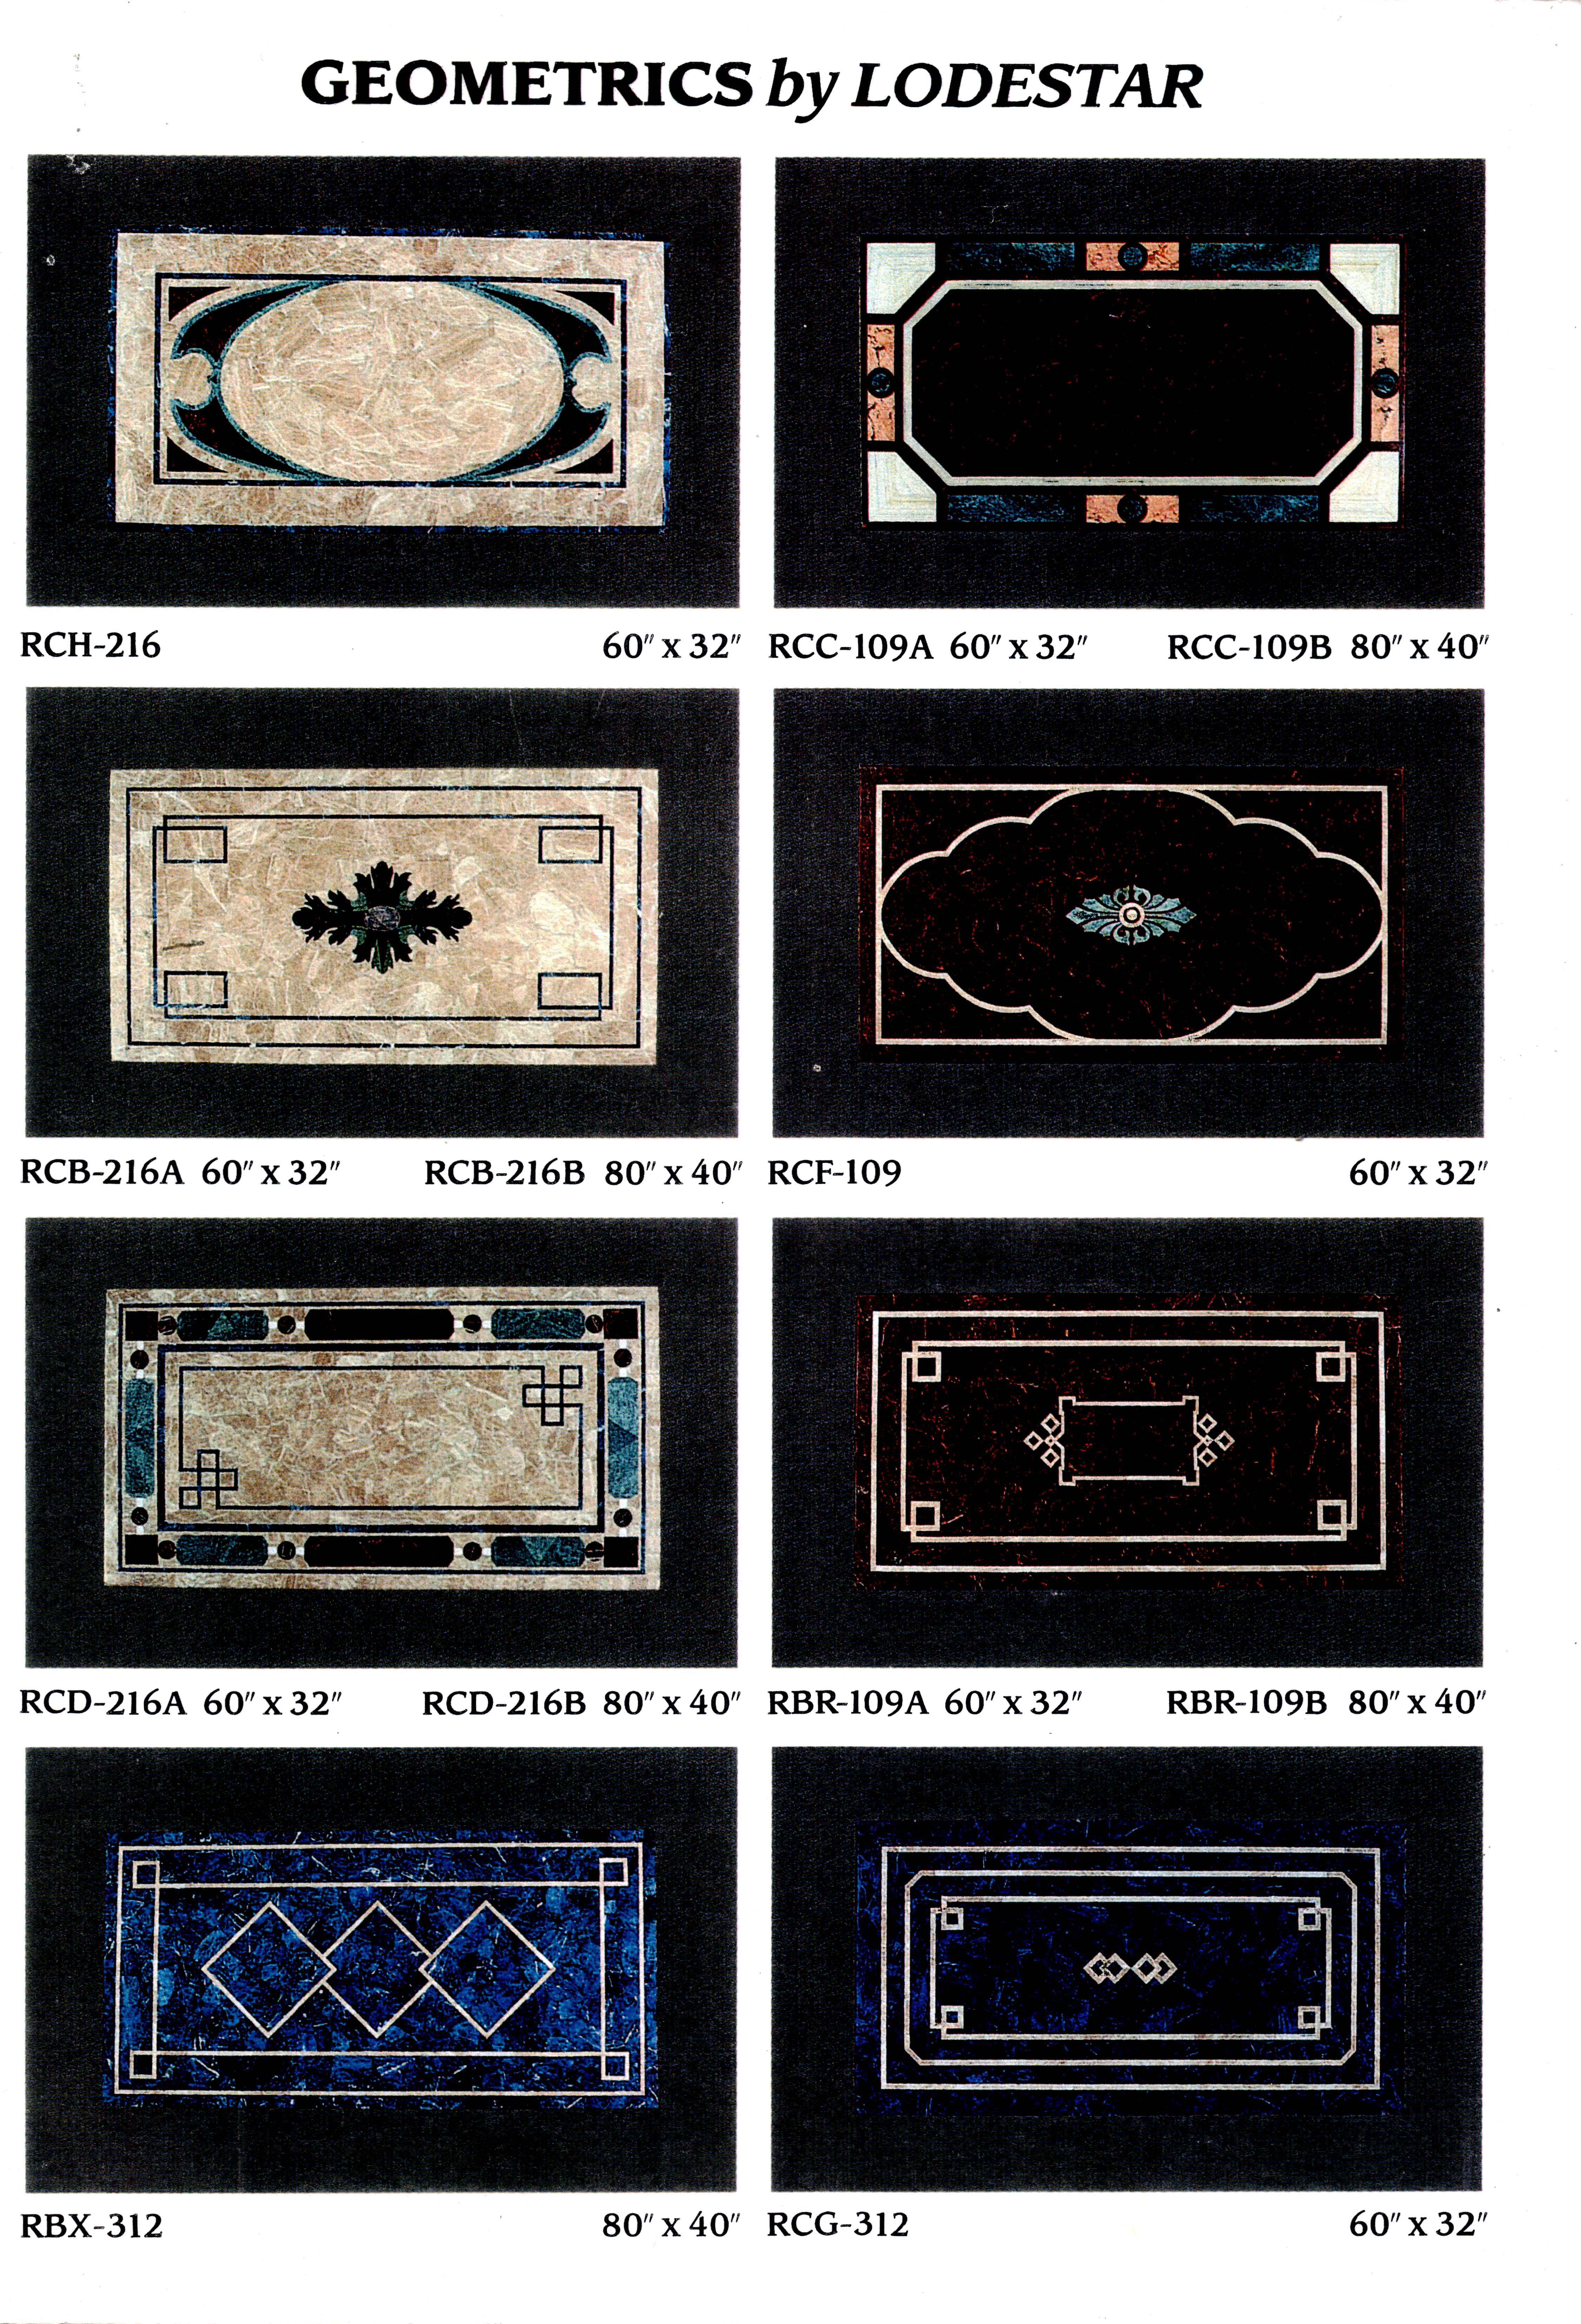 GEOMETRICS by LODESTAR
RCH-216 60" x 32" RCC-109A 60" x 32" RCC-109B 80" x 40"
RCB-216A 60" x 32" RCB-216B 80" x 40" RCF-109 60" x 32"
RCD-216A 60" x 32" RCD-216B 80" x 40" RBR-109A 60" x 32" RBR-109B 80" x 40"
RBX-312 80" x 40" RCG-312 60" x 32"